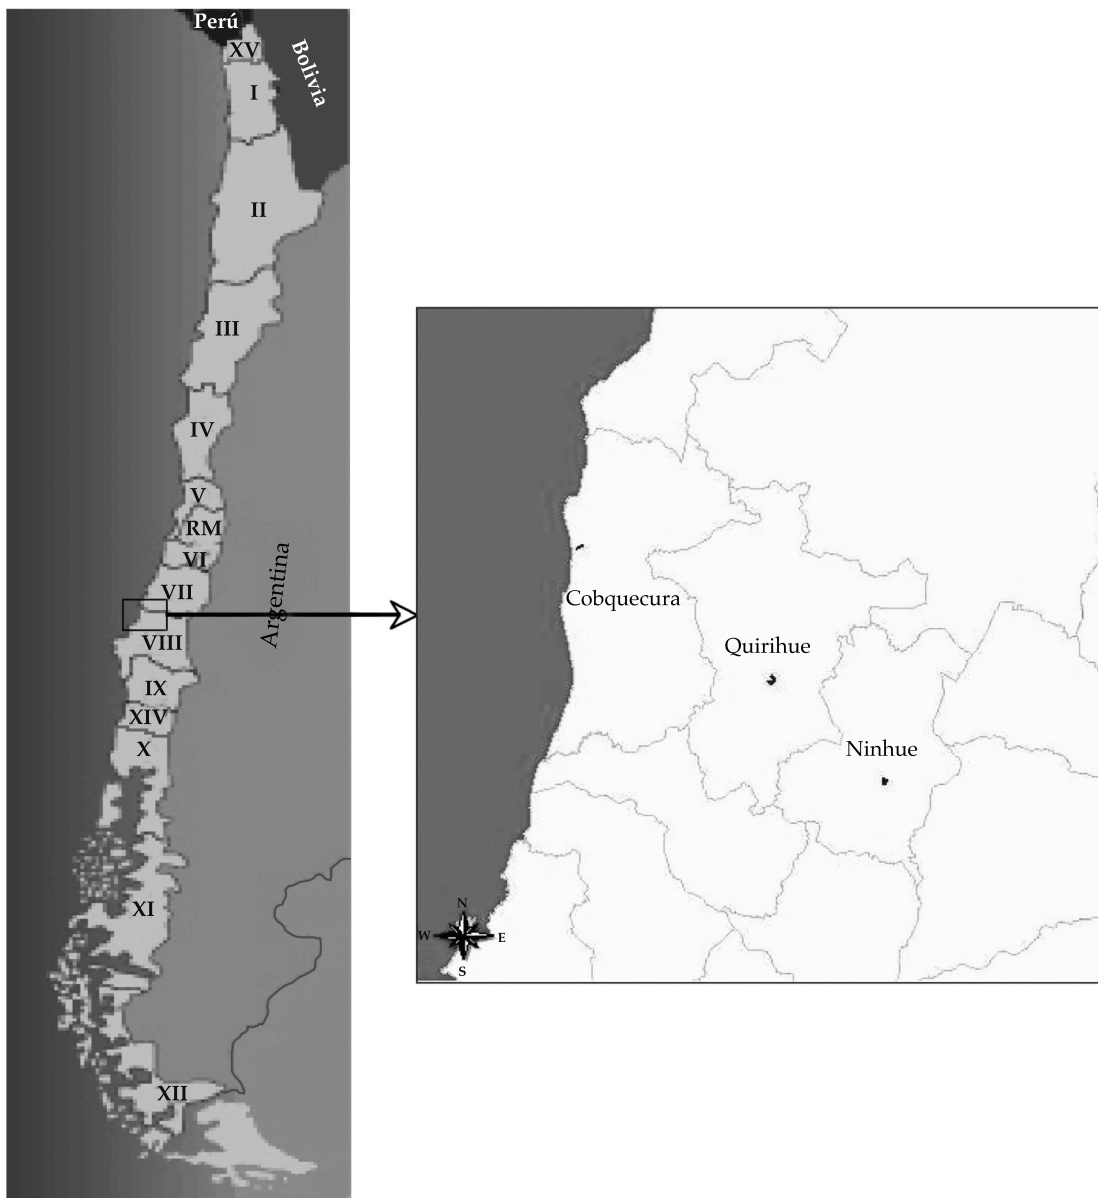 Perú
XV
Bolivia
I
II
III
IV
V
RM
VI
Argentina
VII
VIII
IX
XIV
X
XI
XII
Cobquecura
Quirihue
Ninhue
N
W
E
S